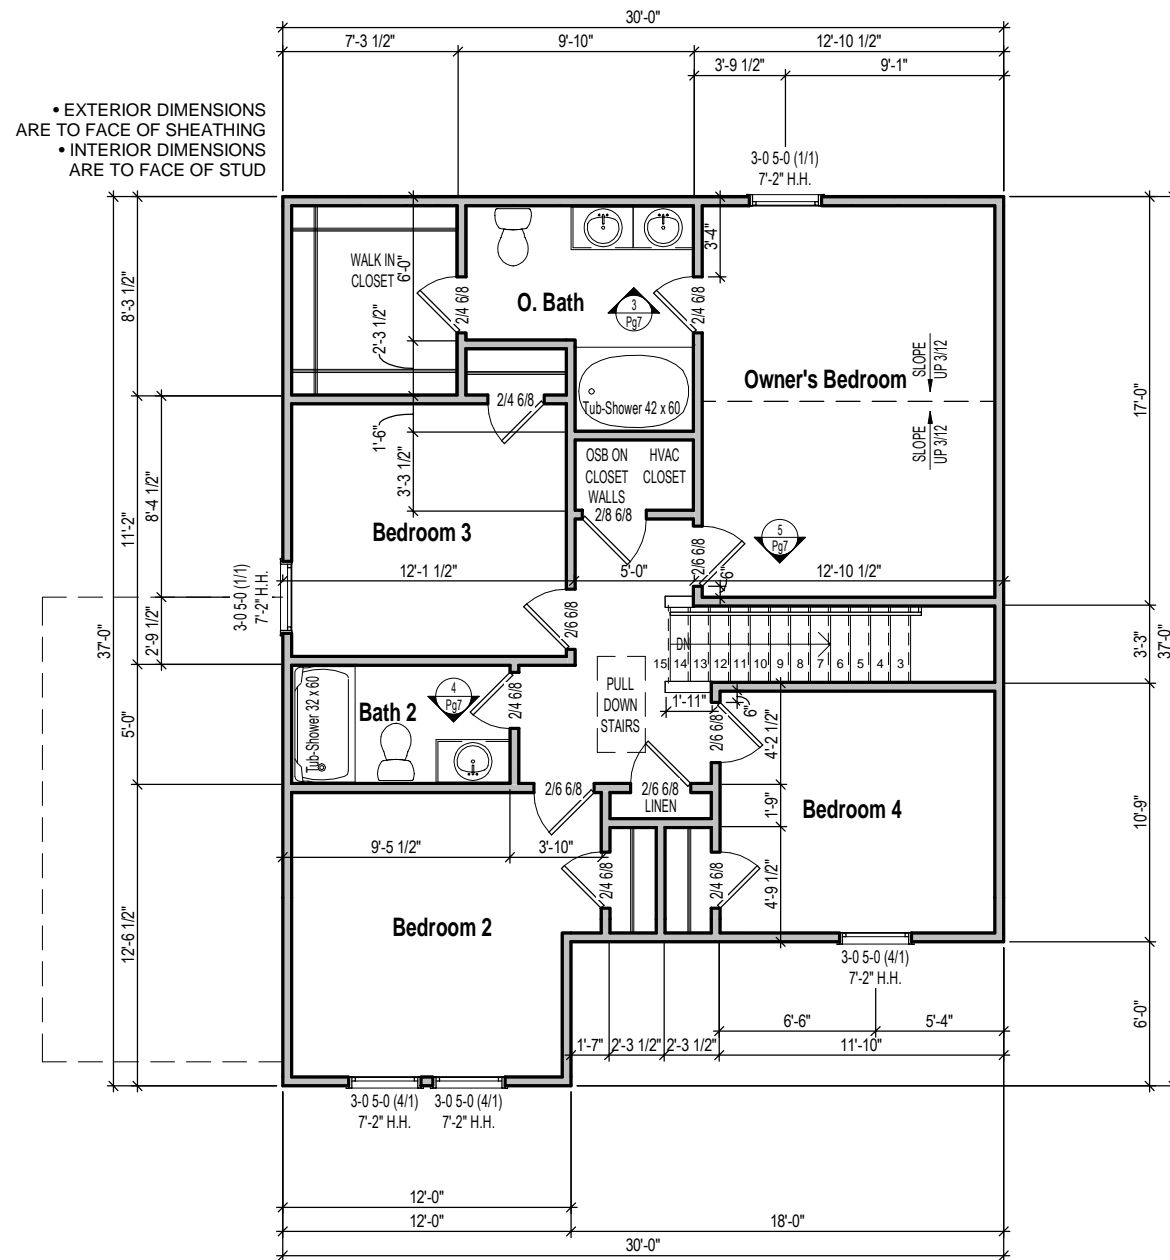 30'-0"
7'-3 1/2"
9'-10"
12'-10 1/2"
3'-9 1/2"
9'-1"
• EXTERIOR DIMENSIONS
ARE TO FACE OF SHEATHING
• INTERIOR DIMENSIONS
ARE TO FACE OF STUD
3-0 5-0 (1/1)
7'-2" H.H.
3'-4"
WALK IN
CLOSET
6'-0"
2/4 6/8
O. Bath
3
Pg7
2/4 6/8
8'-3 1/2"
2'-3 1/2"
Owner's Bedroom
SLOPE
UP 3/12
SLOPE
UP 3/12
17'-0"
2/4 6/8
Tub-Shower 42 x 60
1'-6"
3'-3 1/2"
OSB ON
CLOSET
WALLS
HVAC
CLOSET
2/8 6/8
8'-4 1/2"
11'-2"
Bedroom 3
5
Pg7
2/6 6/8
12'-1 1/2"
5'-0"
6"
12'-10 1/2"
3-0 5-0 (1/1)
7'-2" H.H.
2/6 6/8
2'-9 1/2"
37'-0"
DN
15 14 13 12 11 10 9 8 7 6 5 4 3
3'-3"
37'-0"
PULL
DOWN
STAIRS
1'-11"
6"
Tub-Shower 32 x 60
Bath 2
4
Pg7
2/4 6/8
5'-0"
2/6 6/8
4'-2 1/2"
2/6 6/8
2/6 6/8
LINEN
1'-9"
Bedroom 4
10'-9"
9'-5 1/2"
3'-10"
2/4 6/8
2/4 6/8
4'-9 1/2"
Bedroom 2
12'-6 1/2"
3-0 5-0 (4/1)
7'-2" H.H.
6'-0"
6'-6"
5'-4"
1'-7"
2'-3 1/2"
2'-3 1/2"
11'-10"
3-0 5-0 (4/1)
7'-2" H.H.
3-0 5-0 (4/1)
7'-2" H.H.
12'-0"
12'-0"
18'-0"
30'-0"